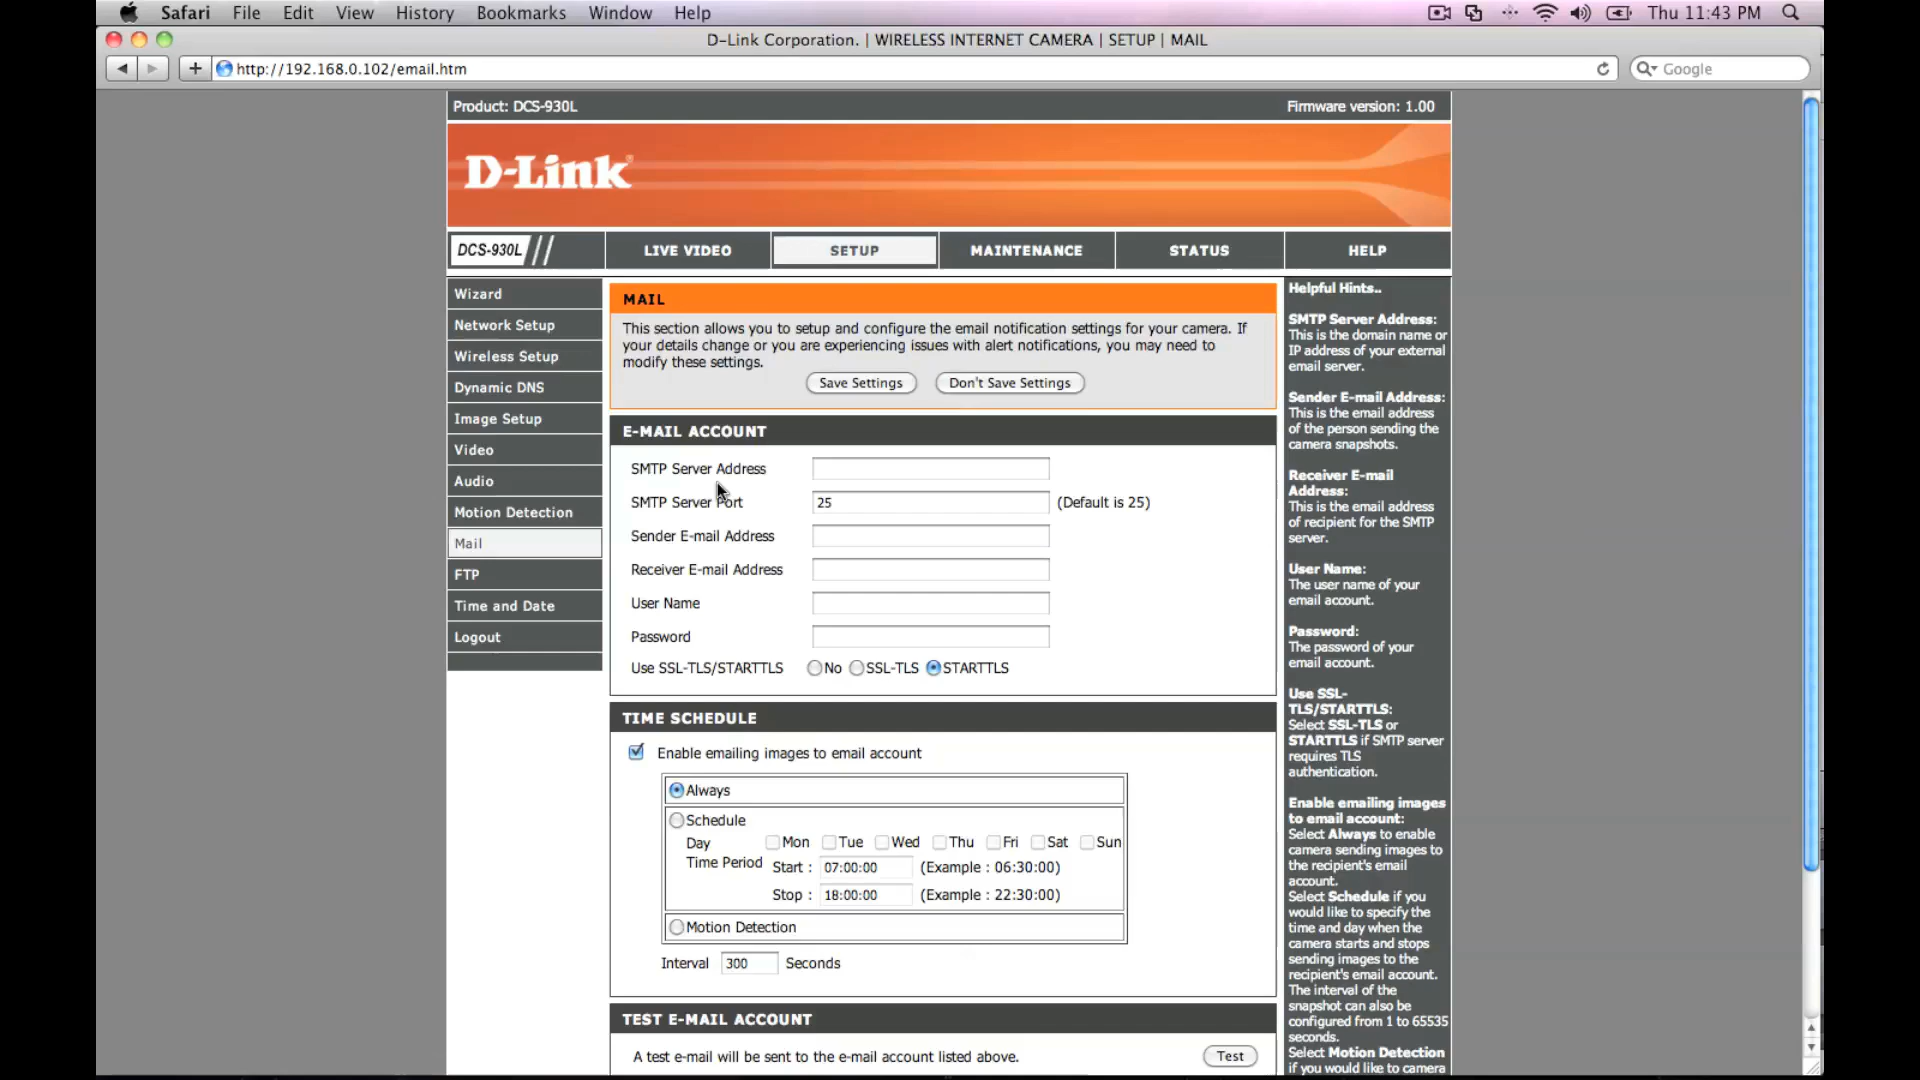 Safari File Edit View History Bookmarks Window Help Thu 11:43 PM
D-Link Corporation. | WIRELESS INTERNET CAMERA | SETUP | MAIL
http://192.168.0.102/email.htm Google
Product: DCS-930L Firmware version: 1.00
D-Link
DCS-930L LIVE VIDEO SETUP MAINTENANCE STATUS HELP
Wizard
Network Setup
Wireless Setup
Dynamic DNS
Image Setup
Video
Audio
Motion Detection
Mail
FTP
Time and Date
Logout
MAIL
This section allows you to setup and configure the email notification settings for your camera. If
your details change or you are experiencing issues with alert notifications, you may need to
modify these settings.
Save Settings Don't Save Settings
E-MAIL ACCOUNT
SMTP Server Address
SMTP Server Port 25 (Default is 25)
Sender E-mail Address
Receiver E-mail Address
User Name
Password
Use SSL-TLS/STARTTLS No SSL-TLS STARTTLS
TIME SCHEDULE
Enable emailing images to email account
Always
Schedule
Day Mon Tue Wed Thu Fri Sat Sun
Time Period Start : 07:00:00 (Example : 06:30:00)
Stop : 18:00:00 (Example : 22:30:00)
Motion Detection
Interval 300 Seconds
TEST E-MAIL ACCOUNT
A test e-mail will be sent to the e-mail account listed above. Test
Helpful Hints..
SMTP Server Address:
This is the domain name or
IP address of your external
email server.
Sender E-mail Address:
This is the email address
of the person sending the
camera snapshots.
Receiver E-mail
Address:
This is the email address
of recipient for the SMTP
server.
User Name:
The user name of your
email account.
Password:
The password of your
email account.
Use SSL-
TLS/STARTTLS:
Select SSL-TLS or
STARTTLS if SMTP server
requires TLS
authentication.
Enable emailing images
to email account:
Select Always to enable
camera sending images to
the recipient's email
account.
Select Schedule if you
would like to specify the
time and day when the
camera starts and stops
sending images to the
recipient's email account.
The interval of the
snapshot can also be
configured from 1 to 65535
seconds.
Select Motion Detection
if you would like to camera